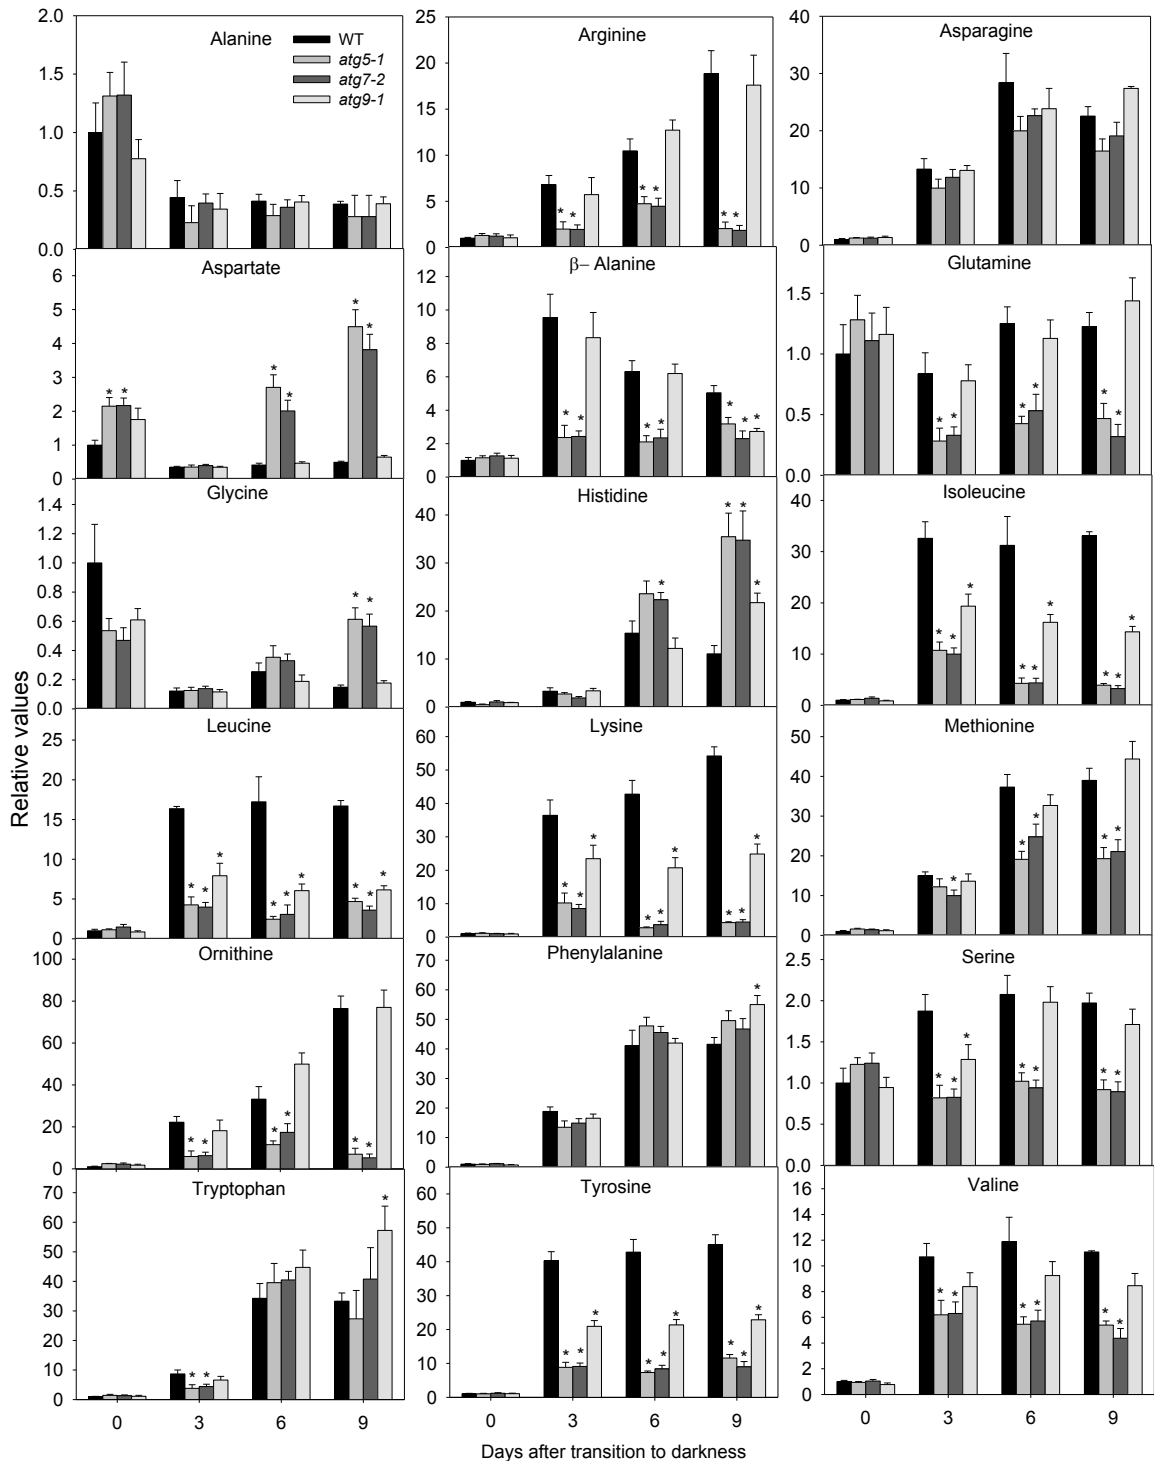 Relative values
Alanine
WT
atg5-1
atg7-2
atg9-1
2.0
1.5
1.0
0.5
0.0
Arginine
25
20
15
10
5
0
* * * * * *
Asparagine
40
30
20
10
0
Aspartate
6
5
4
3
2
1
0
* * * * * *
β– Alanine
12
10
8
6
4
2
0
* * * * * * *
Glutamine
1.5
1.0
0.5
0.0
* * * * * *
Glycine
1.4
1.2
1.0
0.8
0.6
0.4
0.2
0.0
* *
Histidine
40
30
20
10
0
* * * *
Isoleucine
40
30
20
10
0
* * * * * * * * *
Leucine
25
20
15
10
5
0
* * * * * * * * *
Lysine
60
50
40
30
20
10
0
* * * * * * * * *
Methionine
50
40
30
20
10
0
* * * * *
Ornithine
100
80
60
40
20
0
* * * * * *
Phenylalanine
70
60
50
40
30
20
10
0
*
Serine
2.5
2.0
1.5
1.0
0.5
0.0
* * * * * * *
Tryptophan
70
60
50
40
30
20
10
0
* * *
0 3 6 9
Tyrosine
60
50
40
30
20
10
0
* * * * * * * * *
0 3 6 9
Valine
16
14
12
10
8
6
4
2
0
* * * * * *
0 3 6 9
Days after transition to darkness